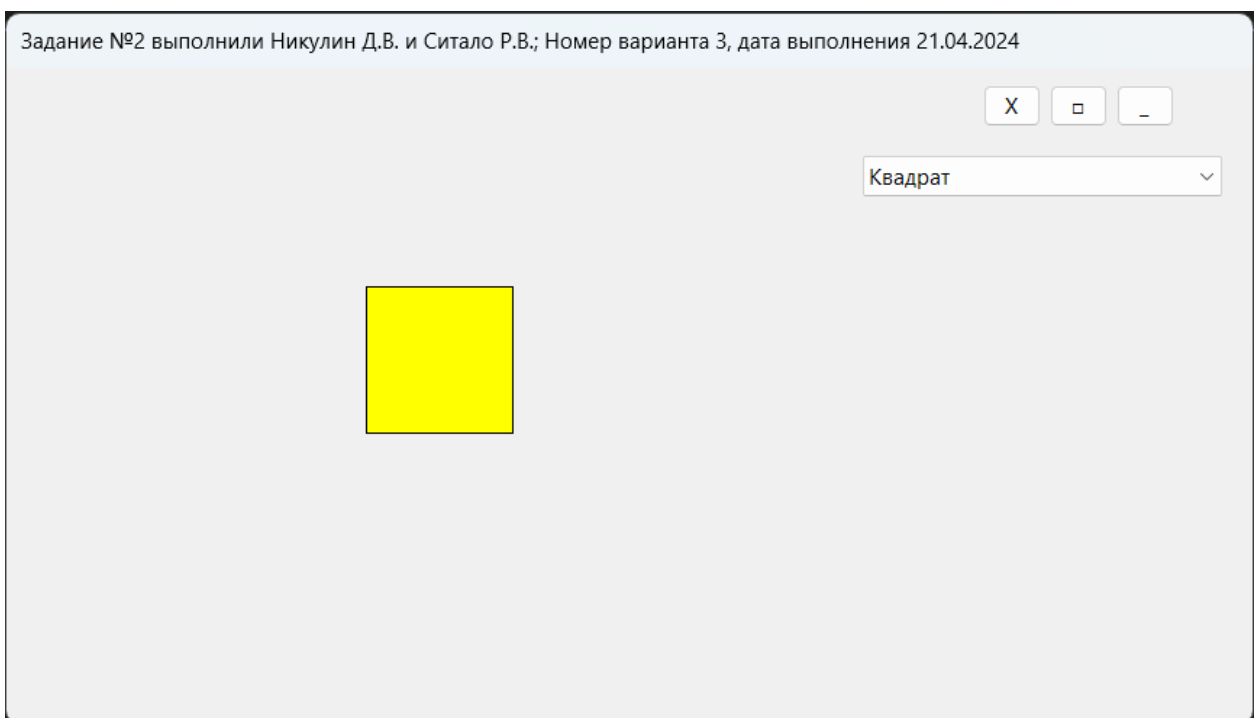 Задание №2 выполнили Никулин Д.В. и Ситало Р.В.; Номер варианта 3, дата выполнения 21.04.2024
X □ _
Квадрат